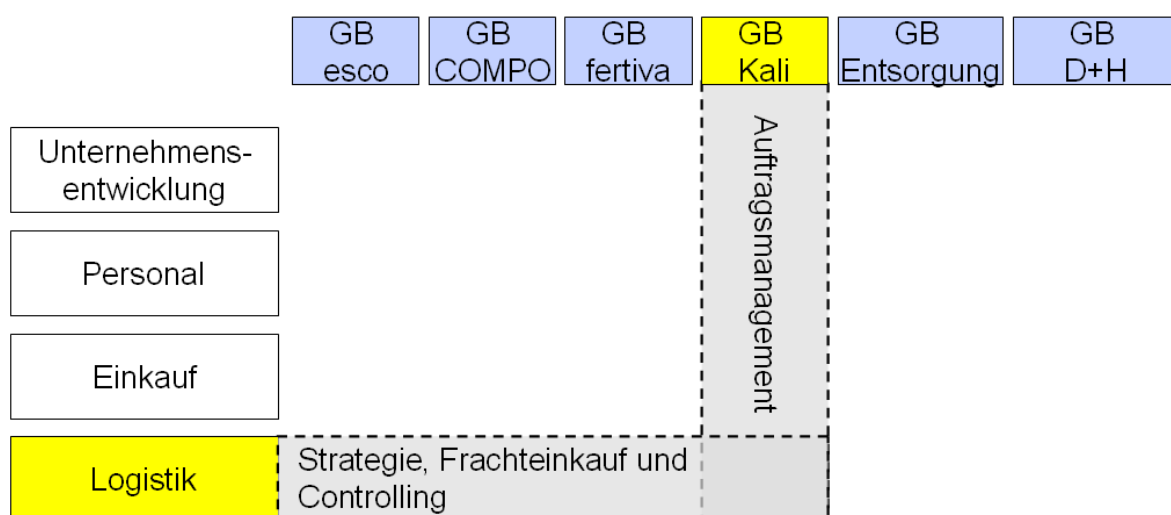 GB
esco
GB
COMPO
GB
fertiva
GB
Kali
GB
Entsorgung
GB
D+H
Unternehmens-
entwicklung
Personal
Einkauf
Logistik
Auftragsmanagement
Strategie, Frachteinkauf und
Controlling